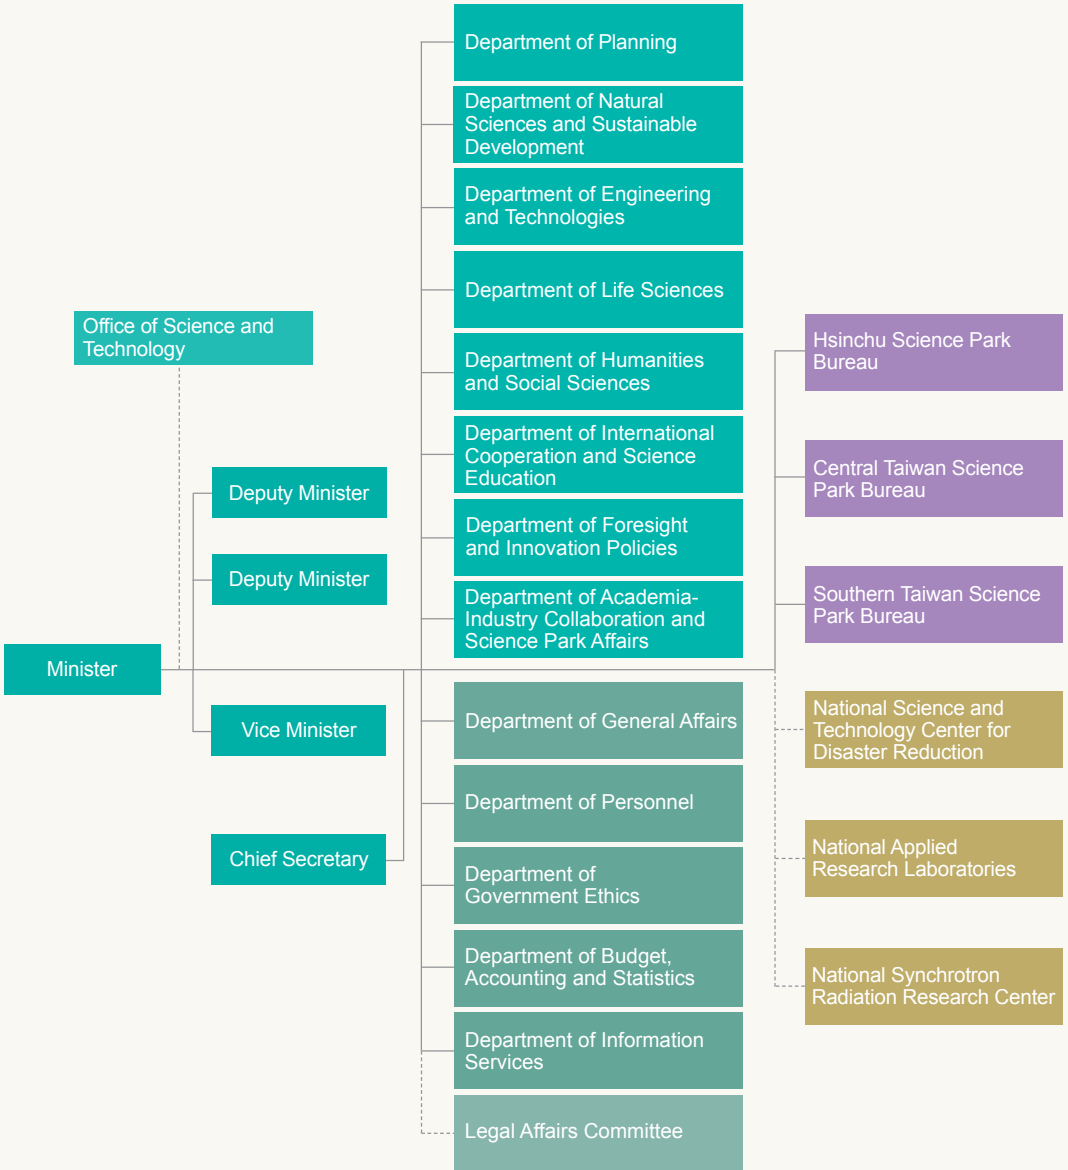 Office of Science and
Technology
Deputy Minister
Deputy Minister
Minister
Vice Minister
Chief Secretary
Department of Planning
Department of Natural
Sciences and Sustainable
Development
Department of Engineering
and Technologies
Department of Life Sciences
Department of Humanities
and Social Sciences
Department of International
Cooperation and Science
Education
Department of Foresight
and Innovation Policies
Department of Academia-
Industry Collaboration and
Science Park Affairs
Department of General Affairs
Department of Personnel
Department of
Government Ethics
Department of Budget,
Accounting and Statistics
Department of Information
Services
Legal Affairs Committee
Hsinchu Science Park
Bureau
Central Taiwan Science
Park Bureau
Southern Taiwan Science
Park Bureau
National Science and
Technology Center for
Disaster Reduction
National Applied
Research Laboratories
National Synchrotron
Radiation Research Center